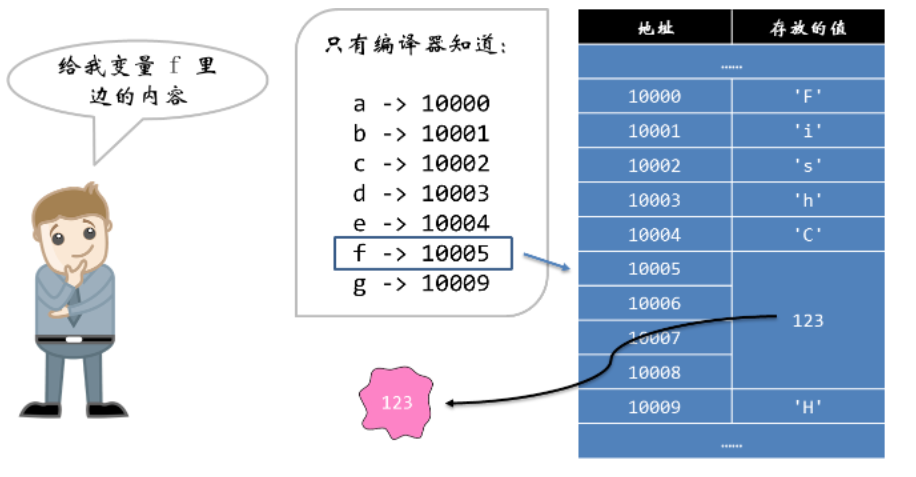 给我变量 f 里
边的内容
只有编译器知道:
a -> 10000
b -> 10001
c -> 10002
d -> 10003
e -> 10004
f -> 10005
g -> 10009
地址 存放的值
……
10000 'F'
10001 'i'
10002 's'
10003 'h'
10004 'C'
10005
10006
123
10007
10008
10009 'H'
……
123